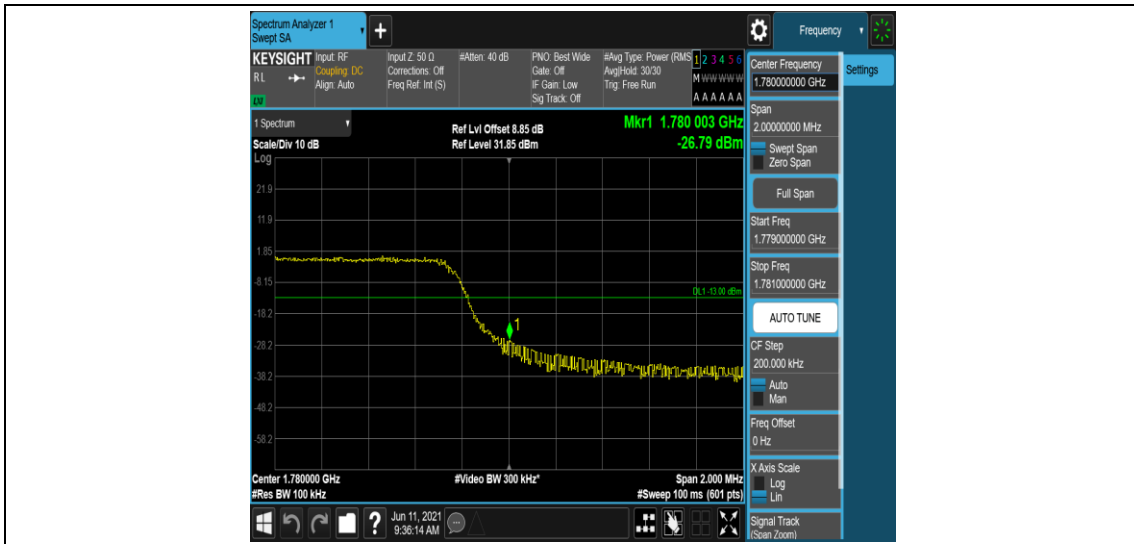 Spectrum Analyzer 1
Swept SA
+
Frequency
KEYSIGHT
RL
LXI
Input: RF
Coupling: DC
Align: Auto
Input Z: 50 Ω
Corrections: Off
Freq Ref: Int (S)
#Atten: 40 dB
PNO: Best Wide
Gate: Off
IF Gain: Low
Sig Track: Off
#Avg Type: Power (RMS
Avg|Hold: 30/30
Trig: Free Run
1 2 3 4 5 6
M W W W W W
A A A A A A
1 Spectrum
Scale/Div 10 dB
Log
Ref Lvl Offset 8.85 dB
Ref Level 31.85 dBm
Mkr1 1.780 003 GHz
-26.79 dBm
21.9
11.9
1.85
-8.15
-18.2
-28.2
-38.2
-48.2
-58.2
DL1 -13.00 dBm
1
Center 1.780000 GHz
#Res BW 100 kHz
#Video BW 300 kHz*
Span 2.000 MHz
#Sweep 100 ms (601 pts)
?
Jun 11, 2021
9:36:14 AM
Center Frequency
1.780000000 GHz
Settings
Span
2.00000000 MHz
Swept Span
Zero Span
Full Span
Start Freq
1.779000000 GHz
Stop Freq
1.781000000 GHz
AUTO TUNE
CF Step
200.000 kHz
Auto
Man
Freq Offset
0 Hz
X Axis Scale
Log
Lin
Signal Track
(Span Zoom)